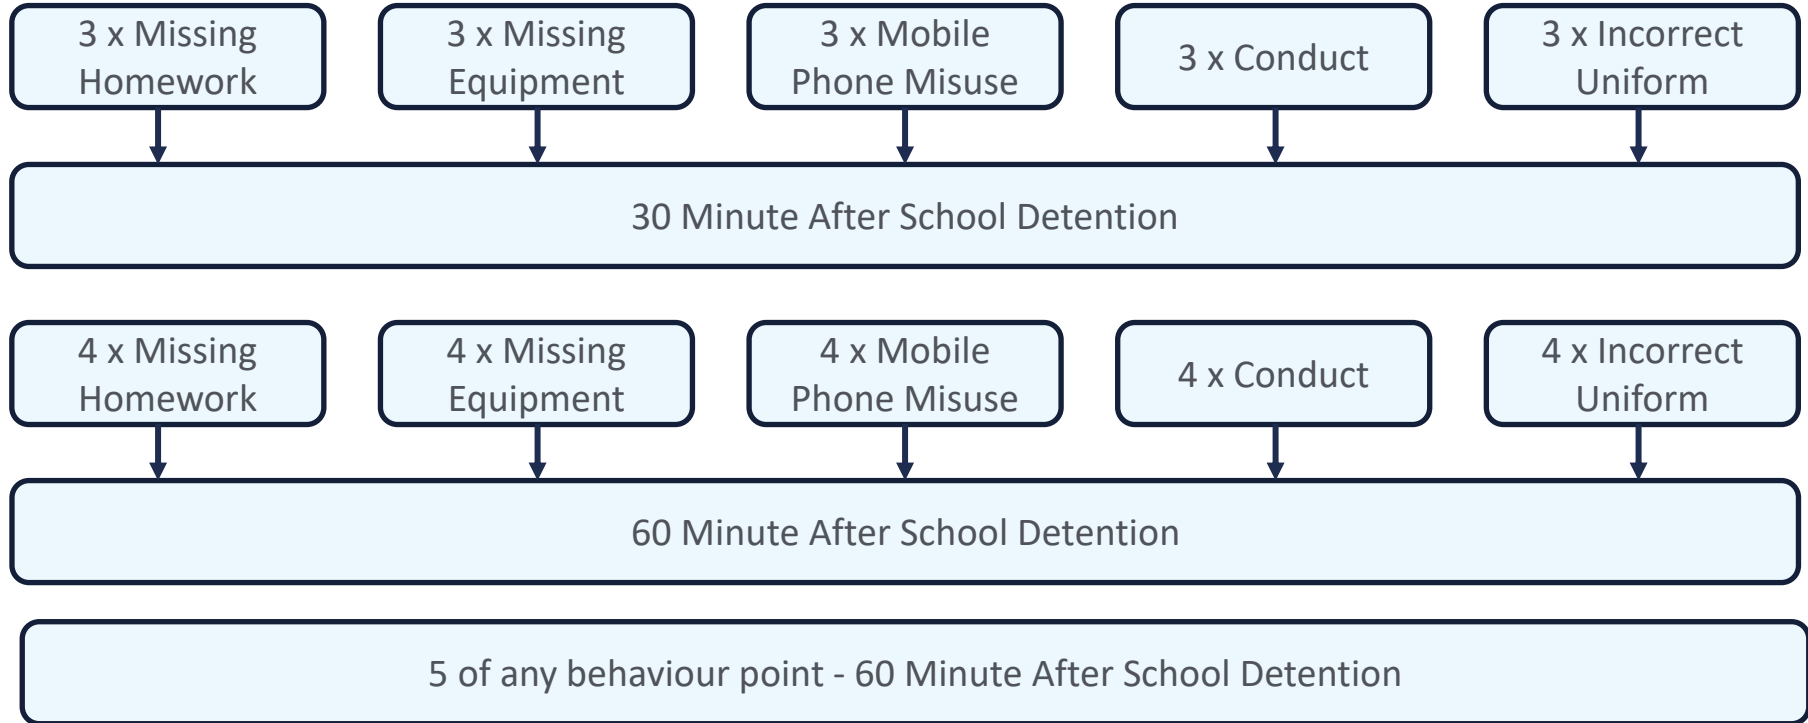 3 x Missing
Homework
3 x Missing
Equipment
3 x Mobile
Phone Misuse
3 x Conduct
3 x Incorrect
Uniform
30 Minute After School Detention
4 x Missing
Homework
4 x Missing
Equipment
4 x Mobile
Phone Misuse
4 x Conduct
4 x Incorrect
Uniform
60 Minute After School Detention
5 of any behaviour point - 60 Minute After School Detention